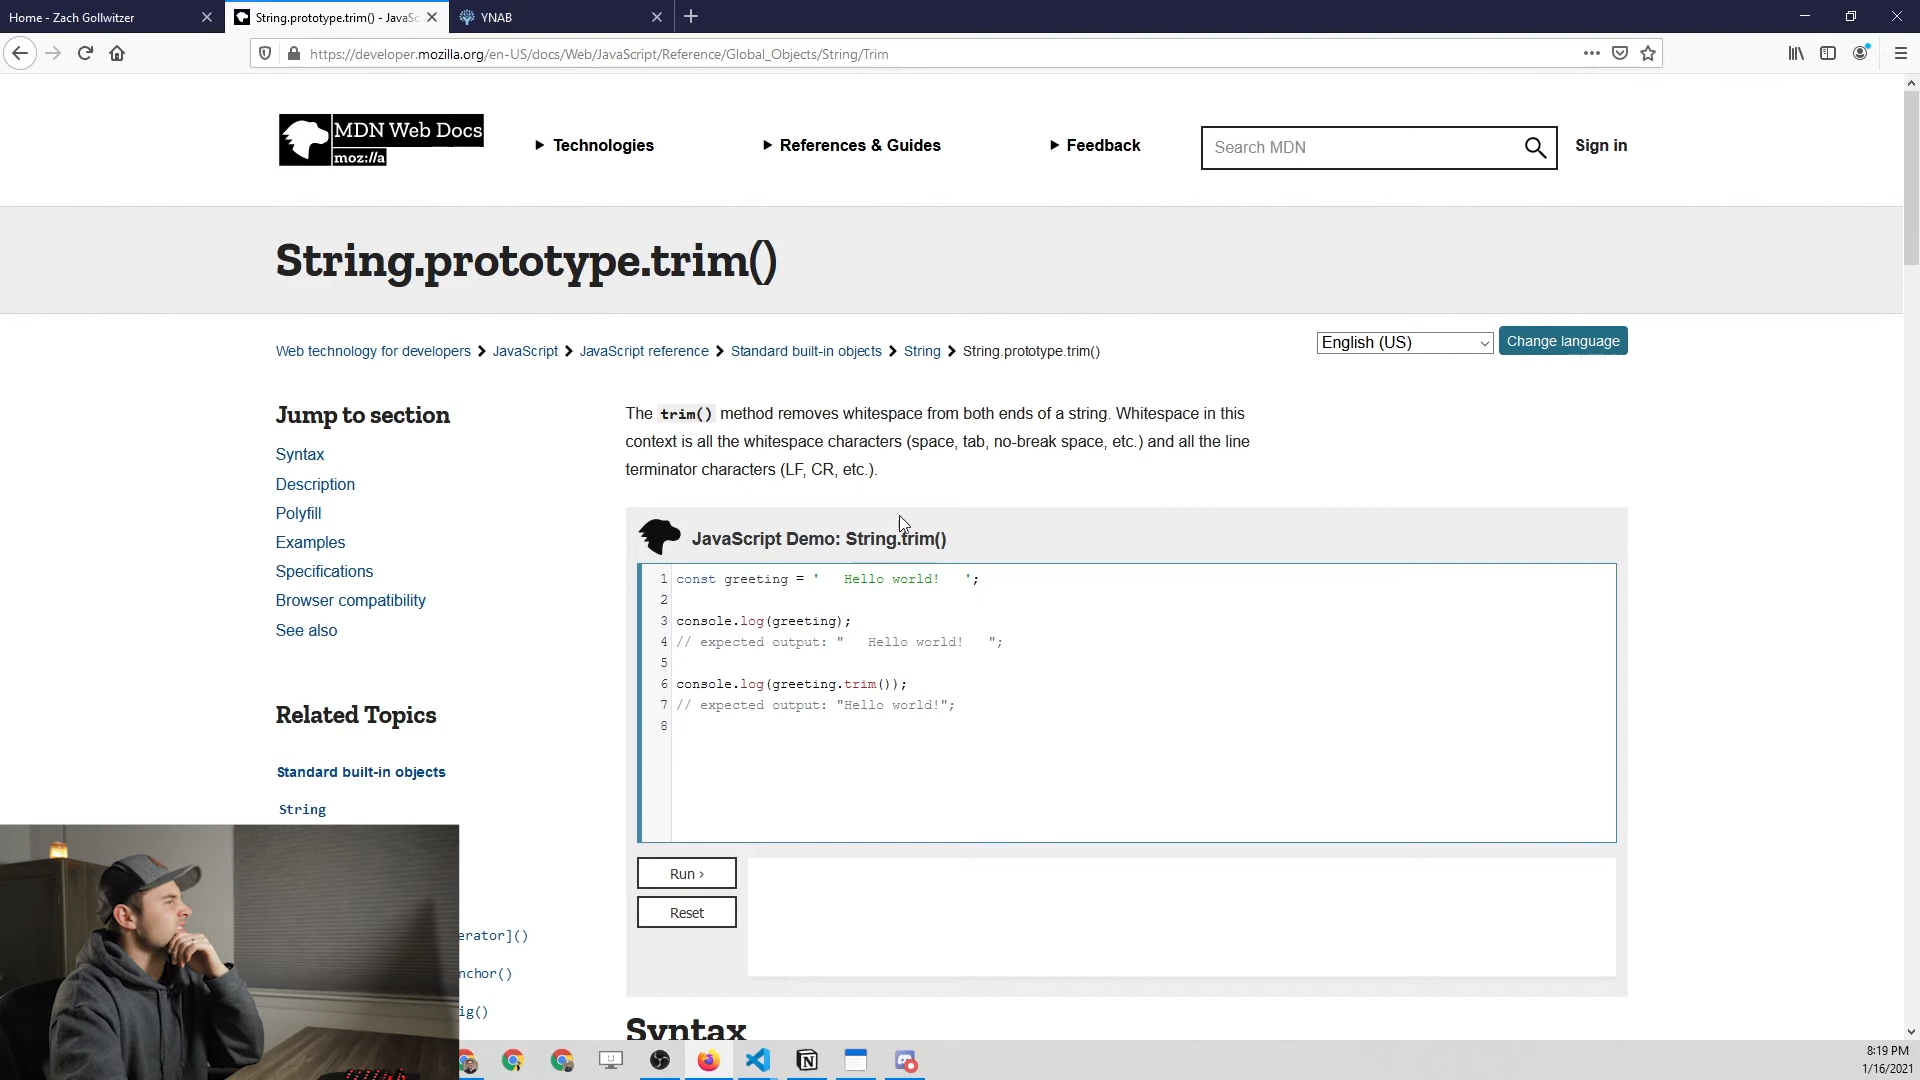 Home - Zach Gollwitzer
String.prototype.trim() - JavaSc
YNAB
https://developer.mozilla.org/en-US/docs/Web/JavaScript/Reference/Global_Objects/String/Trim
MDN Web Docs
moz://a
Technologies
References & Guides
Feedback
Search MDN
Sign in
String.prototype.trim()
Web technology for developers > JavaScript > JavaScript reference > Standard built-in objects > String > String.prototype.trim()
English (US)
Change language
Jump to section
Syntax
Description
Polyfill
Examples
Specifications
Browser compatibility
See also
Related Topics
Standard built-in objects
String
erator]()
nchor()
ig()
The trim() method removes whitespace from both ends of a string. Whitespace in this
context is all the whitespace characters (space, tab, no-break space, etc.) and all the line
terminator characters (LF, CR, etc.).
JavaScript Demo: String.trim()
1 const greeting = '   Hello world!   ';
2
3 console.log(greeting);
4 // expected output: "   Hello world!   ";
5
6 console.log(greeting.trim());
7 // expected output: "Hello world!";
8
Run ›
Reset
Syntax
8:19 PM
1/16/2021